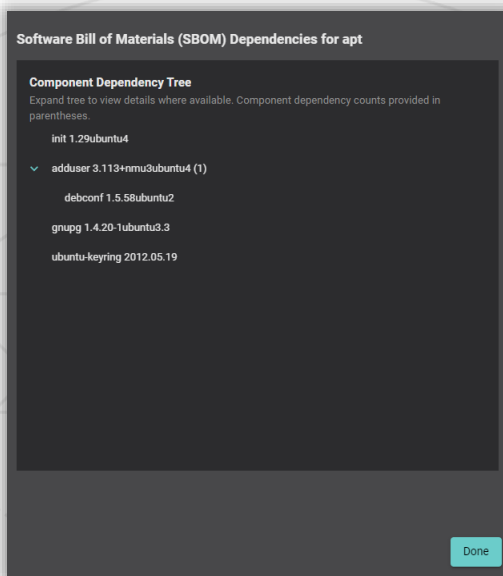 Software Bill of Materials (SBOM) Dependencies for apt
Component Dependency Tree
Expand tree to view details where available. Component dependency counts provided in
parentheses.
init 1.29ubuntu4
adduser 3.113+nmu3ubuntu4 (1)
debconf 1.5.58ubuntu2
gnupg 1.4.20-1ubuntu3.3
ubuntu-keyring 2012.05.19
Done